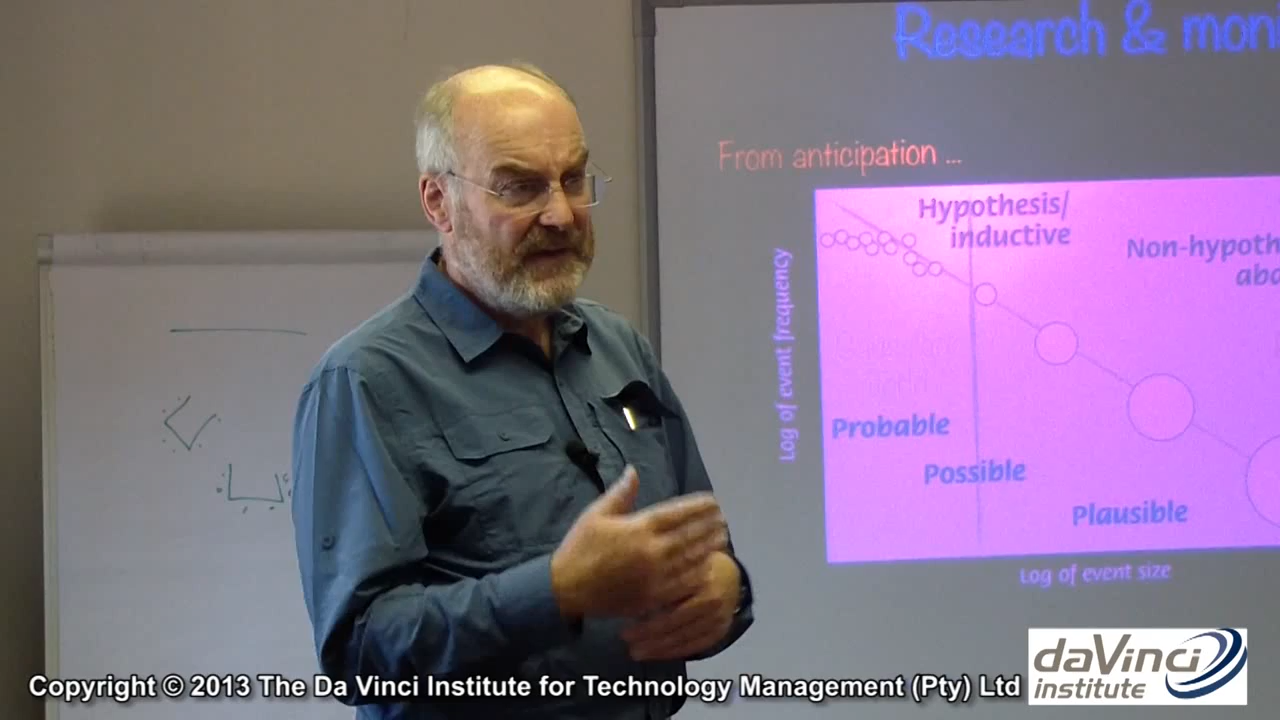 Research & moni
From anticipation ...
Hypothesis/
inductive
Non-hypoth
abd
Log of event frequency
Probable
Possible
Plausible
Log of event size
daVinci
institute
Copyright © 2013 The Da Vinci Institute for Technology Management (Pty) Ltd